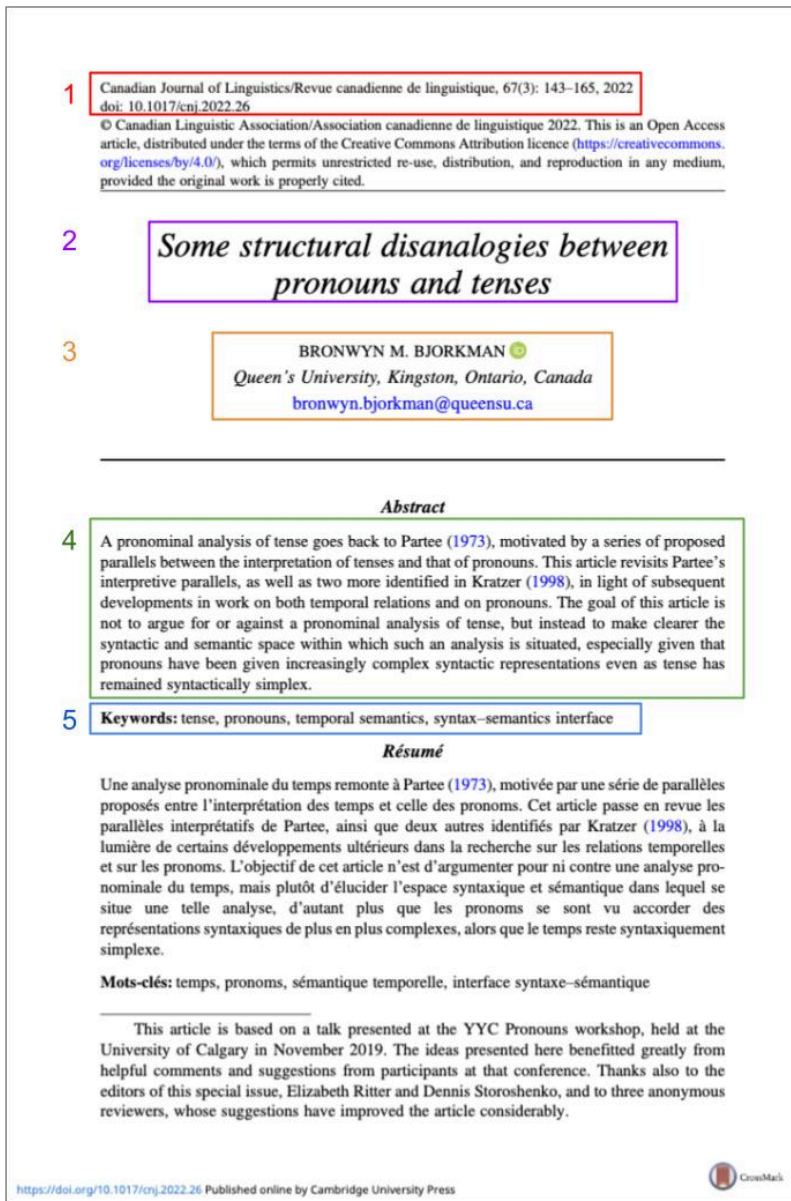 1
Canadian Journal of Linguistics/Revue canadienne de linguistique, 67(3): 143–165, 2022
doi: 10.1017/cnj.2022.26
© Canadian Linguistic Association/Association canadienne de linguistique 2022. This is an Open Access
article, distributed under the terms of the Creative Commons Attribution licence (https://creativecommons.
org/licenses/by/4.0/), which permits unrestricted re-use, distribution, and reproduction in any medium,
provided the original work is properly cited.
2
Some structural disanalogies between
pronouns and tenses
3
BRONWYN M. BJORKMAN iD
Queen's University, Kingston, Ontario, Canada
bronwyn.bjorkman@queensu.ca
Abstract
4
A pronominal analysis of tense goes back to Partee (1973), motivated by a series of proposed
parallels between the interpretation of tenses and that of pronouns. This article revisits Partee's
interpretive parallels, as well as two more identified in Kratzer (1998), in light of subsequent
developments in work on both temporal relations and on pronouns. The goal of this article is
not to argue for or against a pronominal analysis of tense, but instead to make clearer the
syntactic and semantic space within which such an analysis is situated, especially given that
pronouns have been given increasingly complex syntactic representations even as tense has
remained syntactically simplex.
5
Keywords: tense, pronouns, temporal semantics, syntax–semantics interface
Résumé
Une analyse pronominale du temps remonte à Partee (1973), motivée par une série de parallèles
proposés entre l'interprétation des temps et celle des pronoms. Cet article passe en revue les
parallèles interprétatifs de Partee, ainsi que deux autres identifiés par Kratzer (1998), à la
lumière de certains développements ultérieurs dans la recherche sur les relations temporelles
et sur les pronoms. L'objectif de cet article n'est d'argumenter pour ni contre une analyse pro-
nominale du temps, mais plutôt d'élucider l'espace syntaxique et sémantique dans lequel se
situe une telle analyse, d'autant plus que les pronoms se sont vu accorder des
représentations syntaxiques de plus en plus complexes, alors que le temps reste syntaxiquement
simplexe.
Mots-clés: temps, pronoms, sémantique temporelle, interface syntaxe–sémantique
This article is based on a talk presented at the YYC Pronouns workshop, held at the
University of Calgary in November 2019. The ideas presented here benefitted greatly from
helpful comments and suggestions from participants at that conference. Thanks also to the
editors of this special issue, Elizabeth Ritter and Dennis Storoshenko, and to three anonymous
reviewers, whose suggestions have improved the article considerably.
CrossMark
https://doi.org/10.1017/cnj.2022.26 Published online by Cambridge University Press